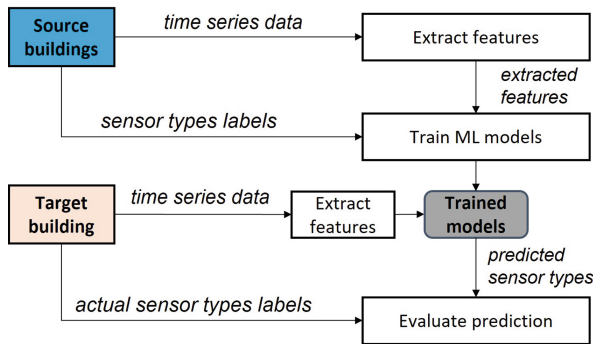 Source
buildings
time series data
Extract features
extracted
features
sensor types labels
Train ML models
Target
building
time series data
Extract
features
Trained
models
predicted
sensor types
actual sensor types labels
Evaluate prediction